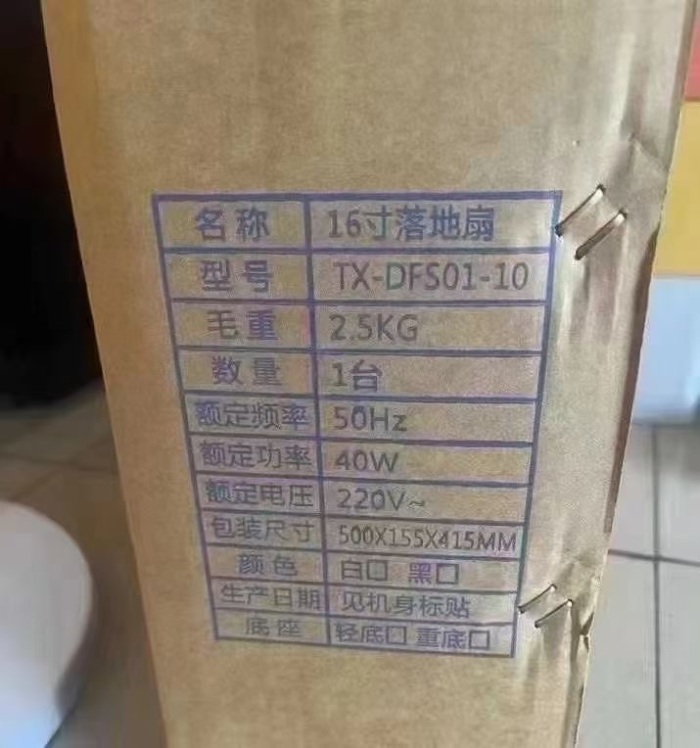 名称 16寸落地扇
型号 TX-DFS01-10
毛重 2.5KG
数量 1台
额定频率 50Hz
额定功率 40W
额定电压 220V~
包装尺寸 500X155X415MM
颜色 白□ 黑□
生产日期 见机身标贴
底座 轻底□ 重底□